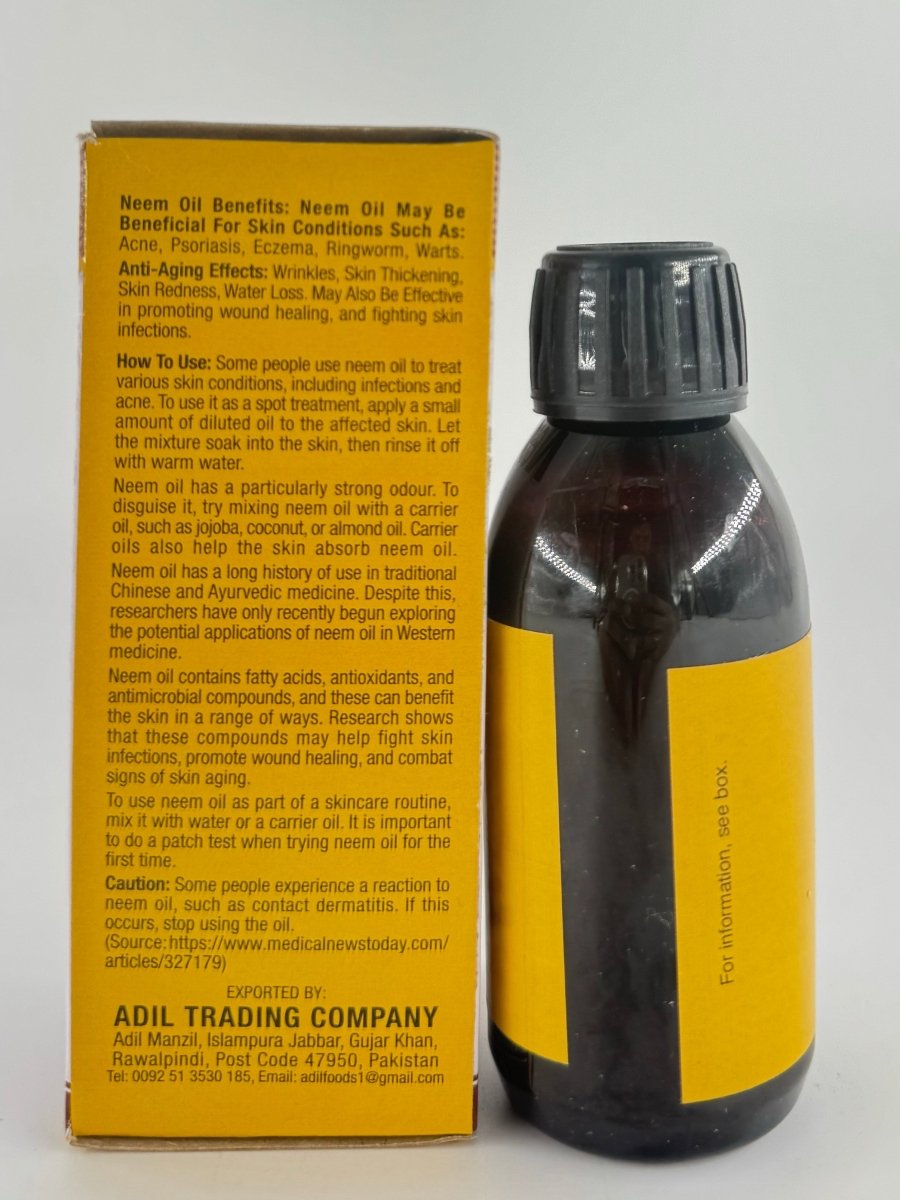 Neem Oil Benefits: Neem Oil May Be
Beneficial For Skin Conditions Such As:
Acne, Psoriasis, Eczema, Ringworm, Warts.
Anti-Aging Effects: Wrinkles, Skin Thickening,
Skin Redness, Water Loss. May Also Be Effective
in promoting wound healing, and fighting skin
infections.
How To Use: Some people use neem oil to treat
various skin conditions, including infections and
acne. To use it as a spot treatment, apply a small
amount of diluted oil to the affected skin. Let
the mixture soak into the skin, then rinse it off
with warm water.
Neem oil has a particularly strong odour. To
disguise it, try mixing neem oil with a carrier
oil, such as jojoba, coconut, or almond oil. Carrier
oils also help the skin absorb neem oil.
Neem oil has a long history of use in traditional
Chinese and Ayurvedic medicine. Despite this,
researchers have only recently begun exploring
the potential applications of neem oil in Western
medicine.
Neem oil contains fatty acids, antioxidants, and
antimicrobial compounds, and these can benefit
the skin in a range of ways. Research shows
that these compounds may help fight skin
infections, promote wound healing, and combat
signs of skin aging.
To use neem oil as part of a skincare routine,
mix it with water or a carrier oil. It is important
to do a patch test when trying neem oil for the
first time.
Caution: Some people experience a reaction to
neem oil, such as contact dermatitis. If this
occurs, stop using the oil.
(Source: https://www.medicalnewstoday.com/
articles/327179)
EXPORTED BY:
ADIL TRADING COMPANY
Adil Manzil, Islampura Jabbar, Gujar Khan,
Rawalpindi, Post Code 47950, Pakistan
Tel: 0092 51 3530 185, Email: adilfoods1@gmail.com
For information, see box.